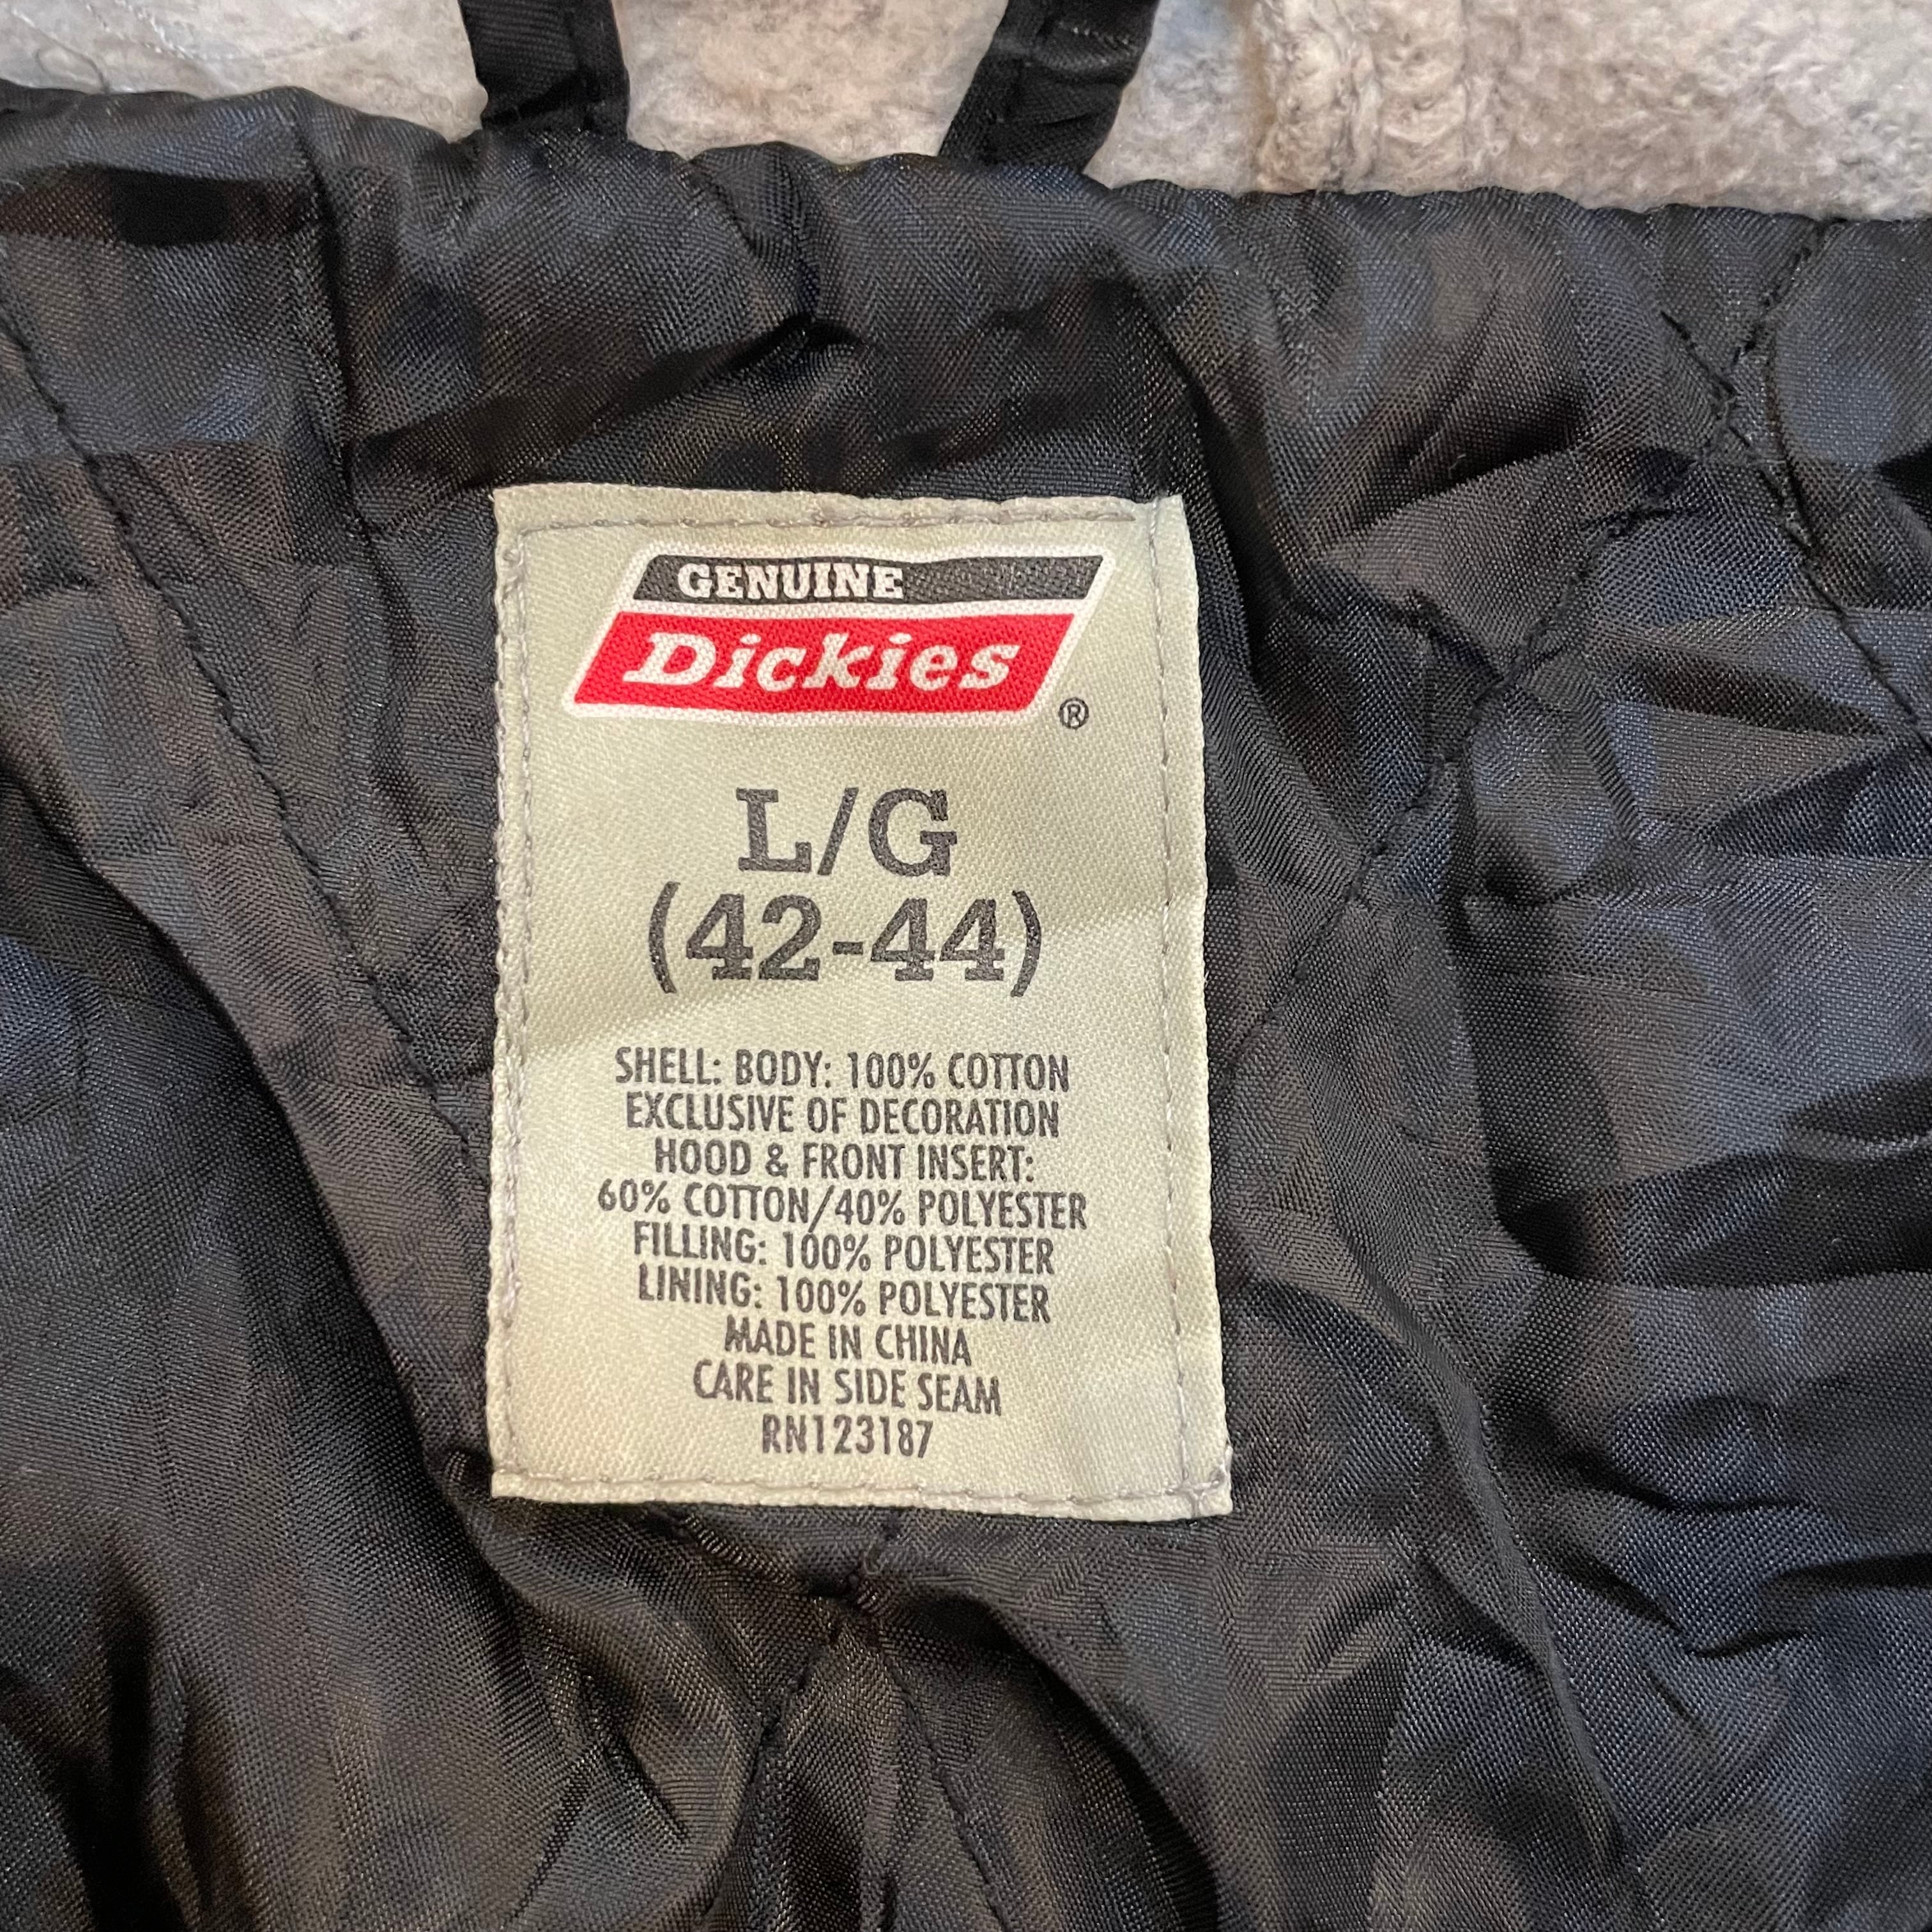 GENUINE
Dickies
®
L/G
(42-44)
SHELL: BODY: 100% COTTON
EXCLUSIVE OF DECORATION
HOOD & FRONT INSERT:
60% COTTON/40% POLYESTER
FILLING: 100% POLYESTER
LINING: 100% POLYESTER
MADE IN CHINA
CARE IN SIDE SEAM
RN123187